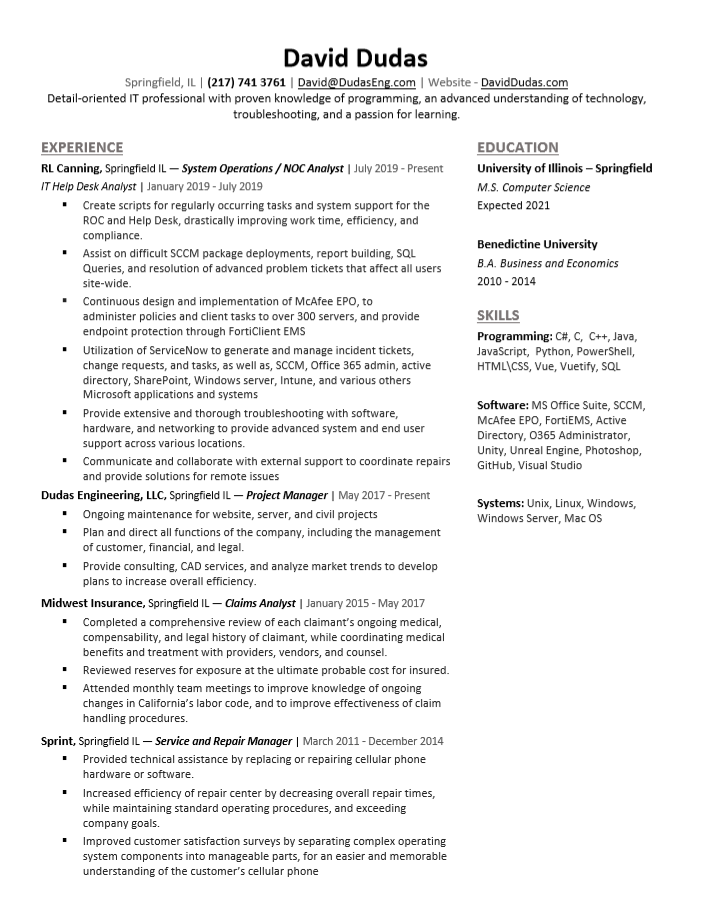 David Dudas
Springfield, IL | (217) 741 3761 | David@DudasEng.com | Website - DavidDudas.com
Detail-oriented IT professional with proven knowledge of programming, an advanced understanding of technology,
troubleshooting, and a passion for learning.
EXPERIENCE
RL Canning, Springfield IL — System Operations / NOC Analyst | July 2019 - Present
IT Help Desk Analyst | January 2019 - July 2019
▪ Create scripts for regularly occurring tasks and system support for the
ROC and Help Desk, drastically improving work time, efficiency, and
compliance.
▪ Assist on difficult SCCM package deployments, report building, SQL
Queries, and resolution of advanced problem tickets that affect all users
site-wide.
▪ Continuous design and implementation of McAfee EPO, to
administer policies and client tasks to over 300 servers, and provide
endpoint protection through FortiClient EMS
▪ Utilization of ServiceNow to generate and manage incident tickets,
change requests, and tasks, as well as, SCCM, Office 365 admin, active
directory, SharePoint, Windows server, Intune, and various others
Microsoft applications and systems
▪ Provide extensive and thorough troubleshooting with software,
hardware, and networking to provide advanced system and end user
support across various locations.
▪ Communicate and collaborate with external support to coordinate repairs
and provide solutions for remote issues
Dudas Engineering, LLC, Springfield IL — Project Manager | May 2017 - Present
▪ Ongoing maintenance for website, server, and civil projects
▪ Plan and direct all functions of the company, including the management
of customer, financial, and legal.
▪ Provide consulting, CAD services, and analyze market trends to develop
plans to increase overall efficiency.
Midwest Insurance, Springfield IL — Claims Analyst | January 2015 - May 2017
▪ Completed a comprehensive review of each claimant's ongoing medical,
compensability, and legal history of claimant, while coordinating medical
benefits and treatment with providers, vendors, and counsel.
▪ Reviewed reserves for exposure at the ultimate probable cost for insured.
▪ Attended monthly team meetings to improve knowledge of ongoing
changes in California's labor code, and to improve effectiveness of claim
handling procedures.
Sprint, Springfield IL — Service and Repair Manager | March 2011 - December 2014
▪ Provided technical assistance by replacing or repairing cellular phone
hardware or software.
▪ Increased efficiency of repair center by decreasing overall repair times,
while maintaining standard operating procedures, and exceeding
company goals.
▪ Improved customer satisfaction surveys by separating complex operating
system components into manageable parts, for an easier and memorable
understanding of the customer's cellular phone
EDUCATION
University of Illinois – Springfield
M.S. Computer Science
Expected 2021
Benedictine University
B.A. Business and Economics
2010 - 2014
SKILLS
Programming: C#, C, C++, Java,
JavaScript, Python, PowerShell,
HTML\CSS, Vue, Vuetify, SQL
Software: MS Office Suite, SCCM,
McAfee EPO, FortiEMS, Active
Directory, O365 Administrator,
Unity, Unreal Engine, Photoshop,
GitHub, Visual Studio
Systems: Unix, Linux, Windows,
Windows Server, Mac OS